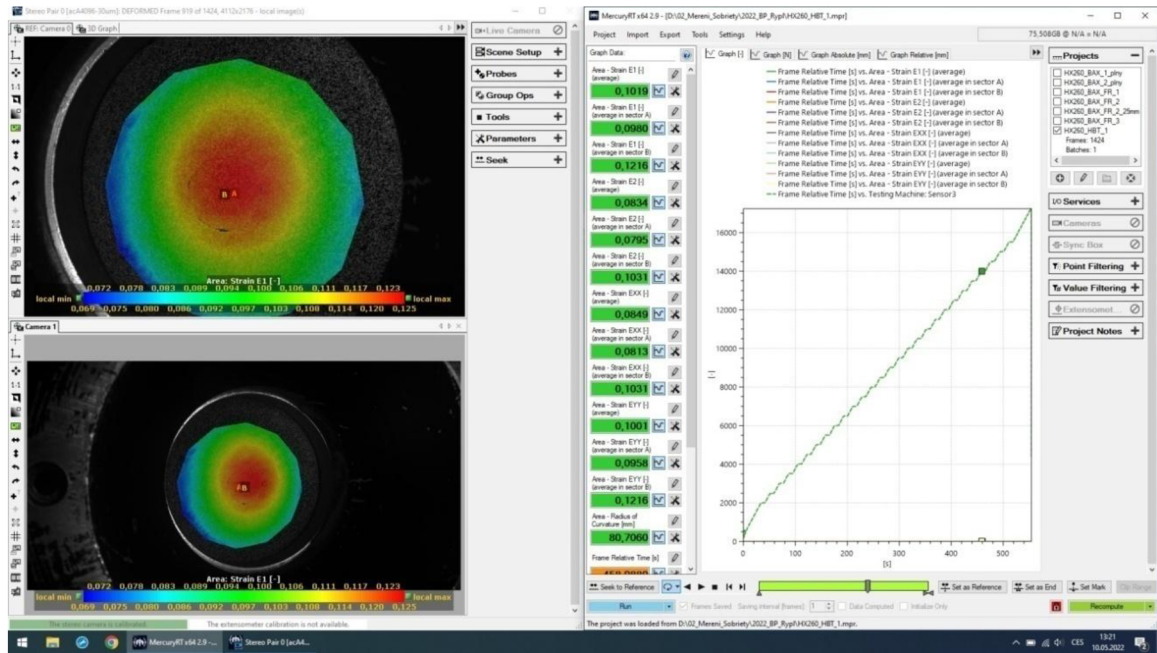 Stereo Pair 0 [acA4096-30um]: DEFORMED Frame 919 of 1424, 4112x2176 - local image(s)
REF: Camera 0
3D Graph
1-1
B A
Area: Strain E1 [-]
local min
0,072 0,078 0,083 0,089 0,094 0,100 0,106 0,111 0,117 0,123
0,069 0,075 0,080 0,086 0,092 0,097 0,103 0,108 0,114 0,120 0,125
local max
Camera 1
1-1
B
Area: Strain E1 [-]
local min
0,072 0,078 0,083 0,089 0,094 0,100 0,106 0,111 0,117 0,123
0,069 0,075 0,080 0,086 0,092 0,097 0,103 0,108 0,114 0,120 0,125
local max
The stereo camera is calibrated.
The extensometer calibration is not available.
Live Camera
Scene Setup
Probes
Group Ops
Tools
Parameters
Seek
MercuryRT x64 2.9 - [D:\02_Mereni_Sobriety\2022_BP_Rypl\HX260_HBT_1.mpr]
Project Import Export Tools Settings Help
75,508GB @ N/A = N/A
Graph Data:
Area - Strain E1 [-]
(average)
0,1019
Area - Strain E1 [-]
(average in sector A)
0,0980
Area - Strain E1 [-]
(average in sector B)
0,1216
Area - Strain E2 [-]
(average)
0,0834
Area - Strain E2 [-]
(average in sector A)
0,0795
Area - Strain E2 [-]
(average in sector B)
0,1031
Area - Strain EXX [-]
(average)
0,0849
Area - Strain EXX [-]
(average in sector A)
0,0813
Area - Strain EXX [-]
(average in sector B)
0,1031
Area - Strain EYY [-]
(average)
0,1001
Area - Strain EYY [-]
(average in sector A)
0,0958
Area - Strain EYY [-]
(average in sector B)
0,1216
Area - Radius of
Curvature [mm]
80,7060
Frame Relative Time [s]
Graph [-]
Graph [N]
Graph Absolute [mm]
Graph Relative [mm]
Frame Relative Time [s] vs. Area - Strain E1 [-] (average)
Frame Relative Time [s] vs. Area - Strain E1 [-] (average in sector A)
Frame Relative Time [s] vs. Area - Strain E1 [-] (average in sector B)
Frame Relative Time [s] vs. Area - Strain E2 [-] (average)
Frame Relative Time [s] vs. Area - Strain E2 [-] (average in sector A)
Frame Relative Time [s] vs. Area - Strain E2 [-] (average in sector B)
Frame Relative Time [s] vs. Area - Strain EXX [-] (average)
Frame Relative Time [s] vs. Area - Strain EXX [-] (average in sector A)
Frame Relative Time [s] vs. Area - Strain EXX [-] (average in sector B)
Frame Relative Time [s] vs. Area - Strain EYY [-] (average)
Frame Relative Time [s] vs. Area - Strain EYY [-] (average in sector A)
Frame Relative Time [s] vs. Area - Strain EYY [-] (average in sector B)
Frame Relative Time [s] vs. Testing Machine: Sensor3
16000
14000
12000
10000
8000
6000
4000
2000
0
[-]
0 100 200 300 400 500
[s]
Projects
HX260_BAX_1_plny
HX260_BAX_2_plny
HX260_BAX_FR_1
HX260_BAX_FR_2
HX260_BAX_FR_2_25mm
HX260_BAX_FR_3
HX260_HBT_1
Frames: 1424
Batches: 1
I/O Services
Cameras
Sync Box
Point Filtering
Value Filtering
Extensomet...
Project Notes
Seek to Reference
Set as Reference
Set as End
Set Mark
Clip Range
Run
Frames Saved
Saving interval [frames]: 1
Data Computed
Initialize Only
Recompute
The project was loaded from D:\02_Mereni_Sobriety\2022_BP_Rypl\HX260_HBT_1.mpr.
MercuryRT x64 2.9 -...
Stereo Pair 0 [acA4...
CES
13:21
10.05.2022